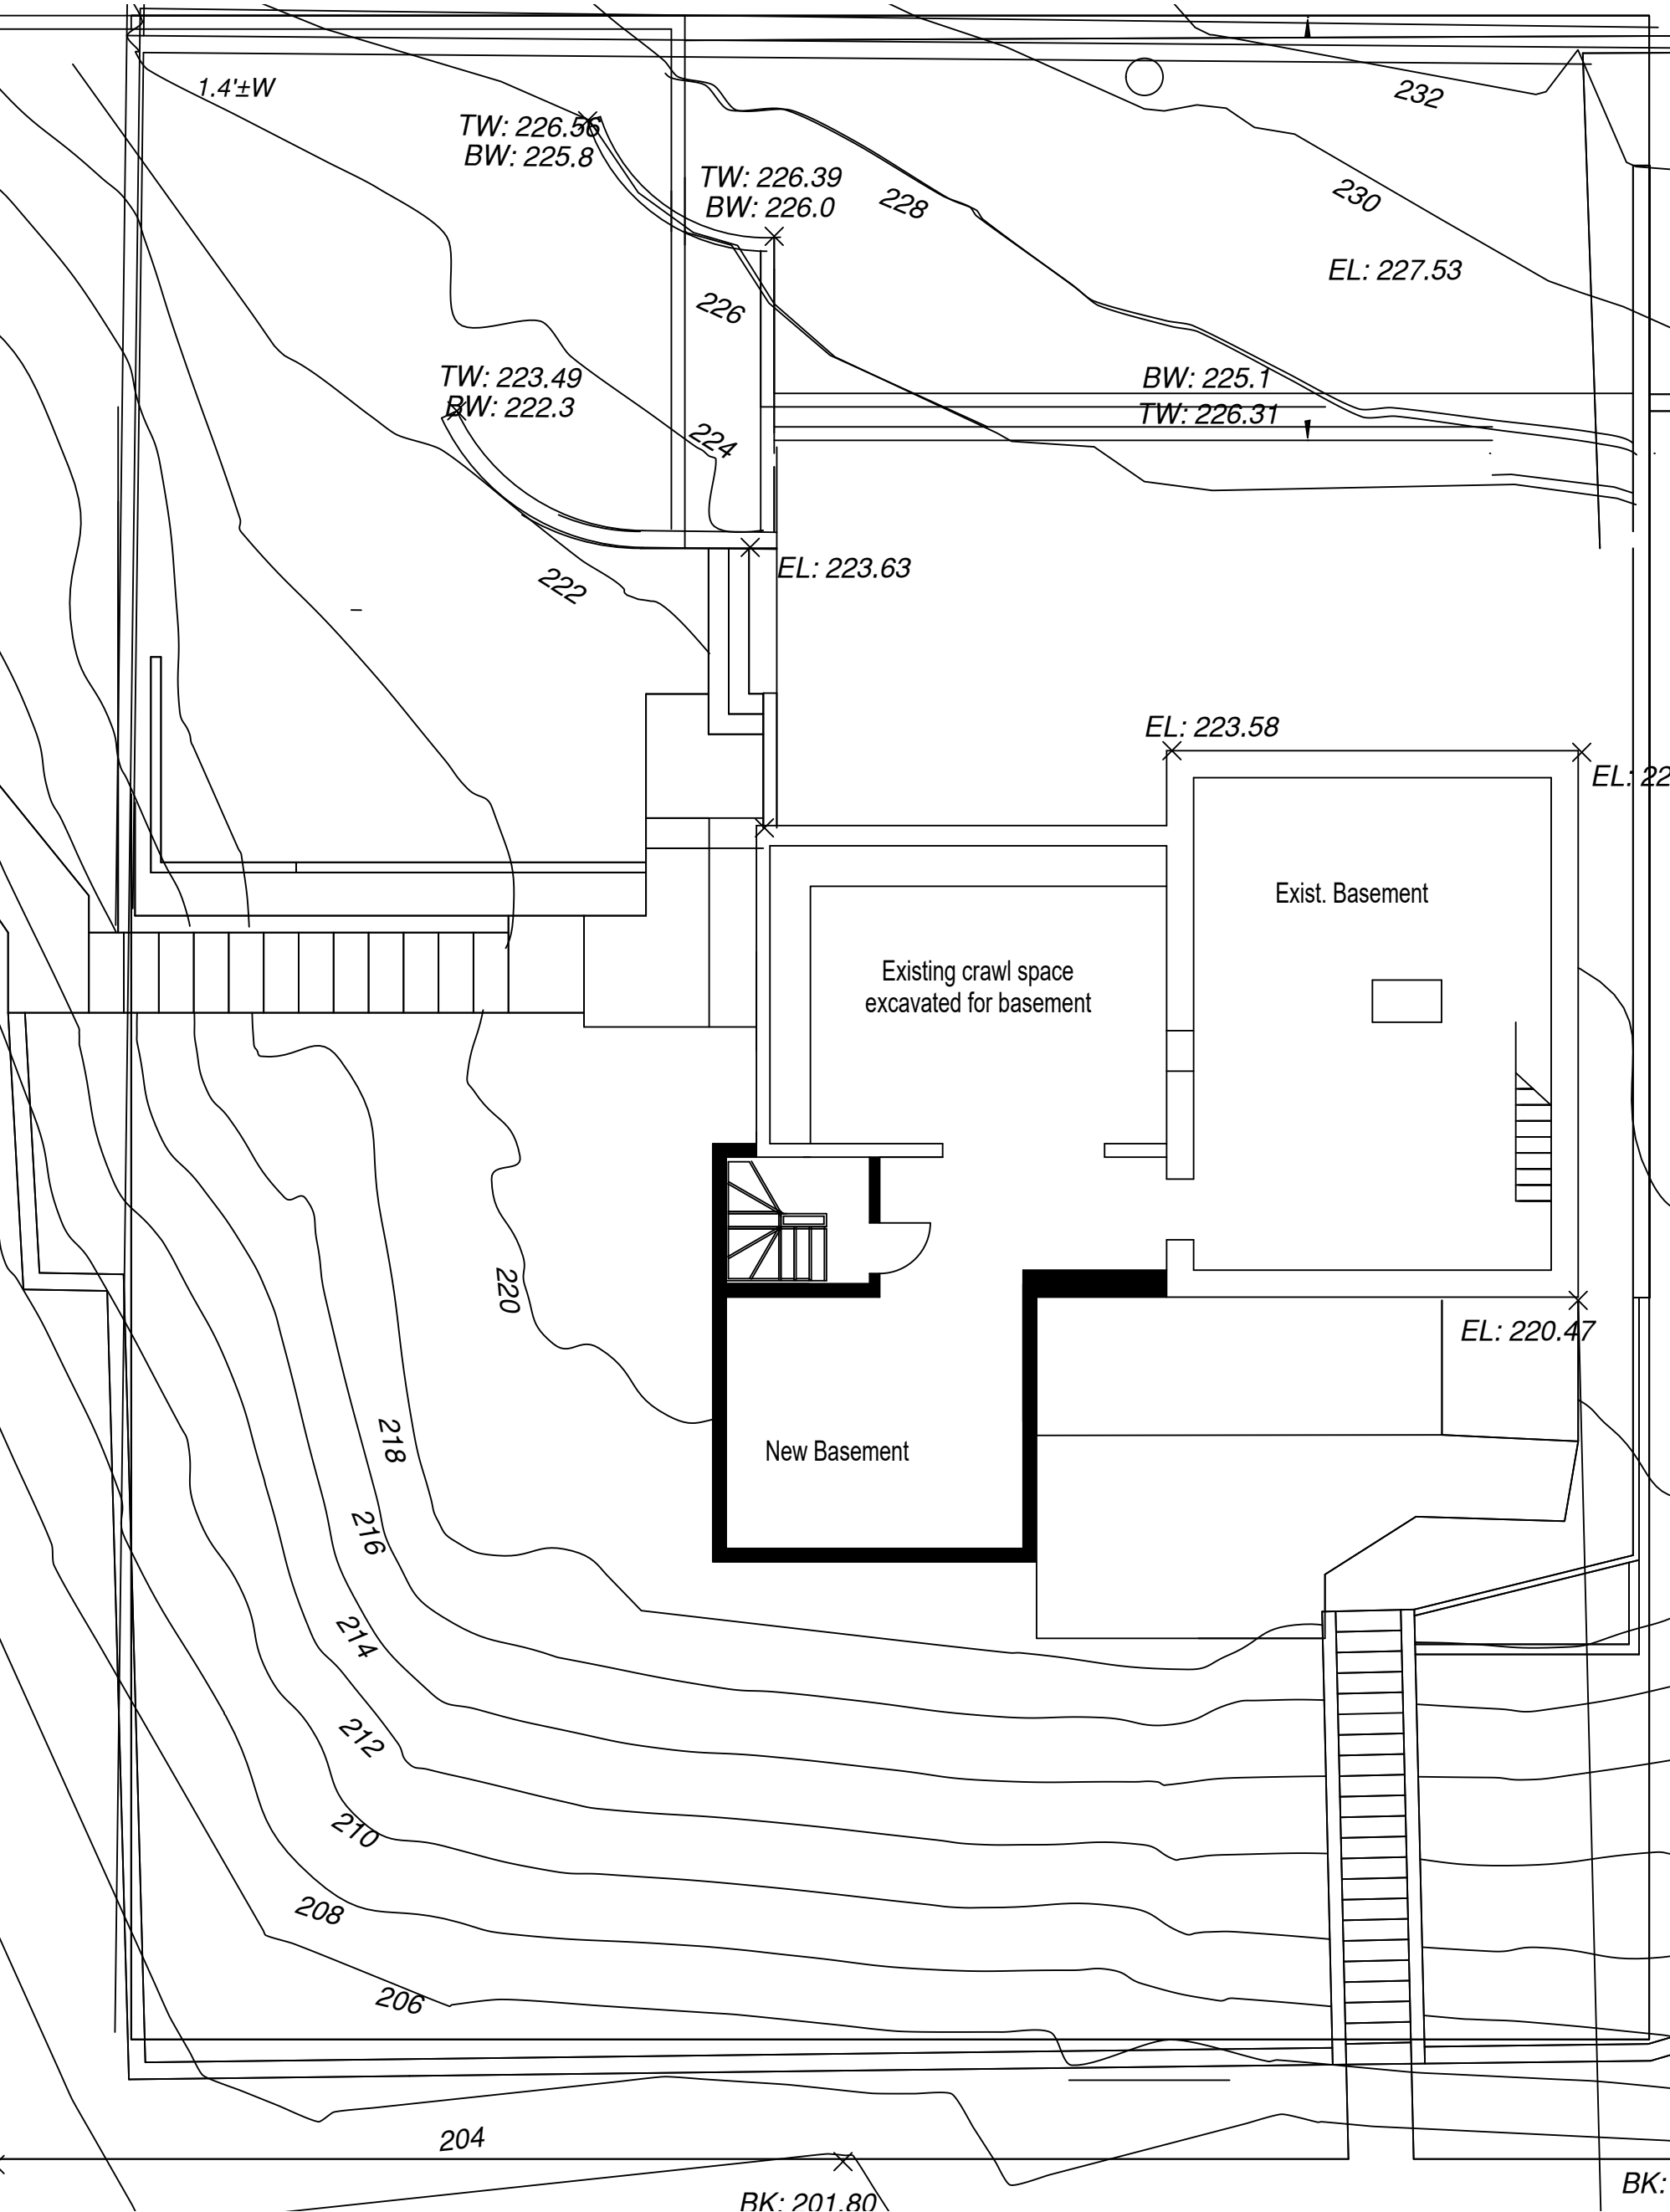 232
1.4'±W
TW: 226.56
BW: 225.8
TW: 226.39
BW: 226.0
228
230
EL: 227.53
226
TW: 223.49
BW: 222.3
BW: 225.1
TW: 226.31
224
EL: 223.63
222
EL: 223.58
EL: 22
Exist. Basement
Existing crawl space
excavated for basement
220
EL: 220.47
218
New Basement
216
214
212
210
208
206
204
BK: 201.80
BK: